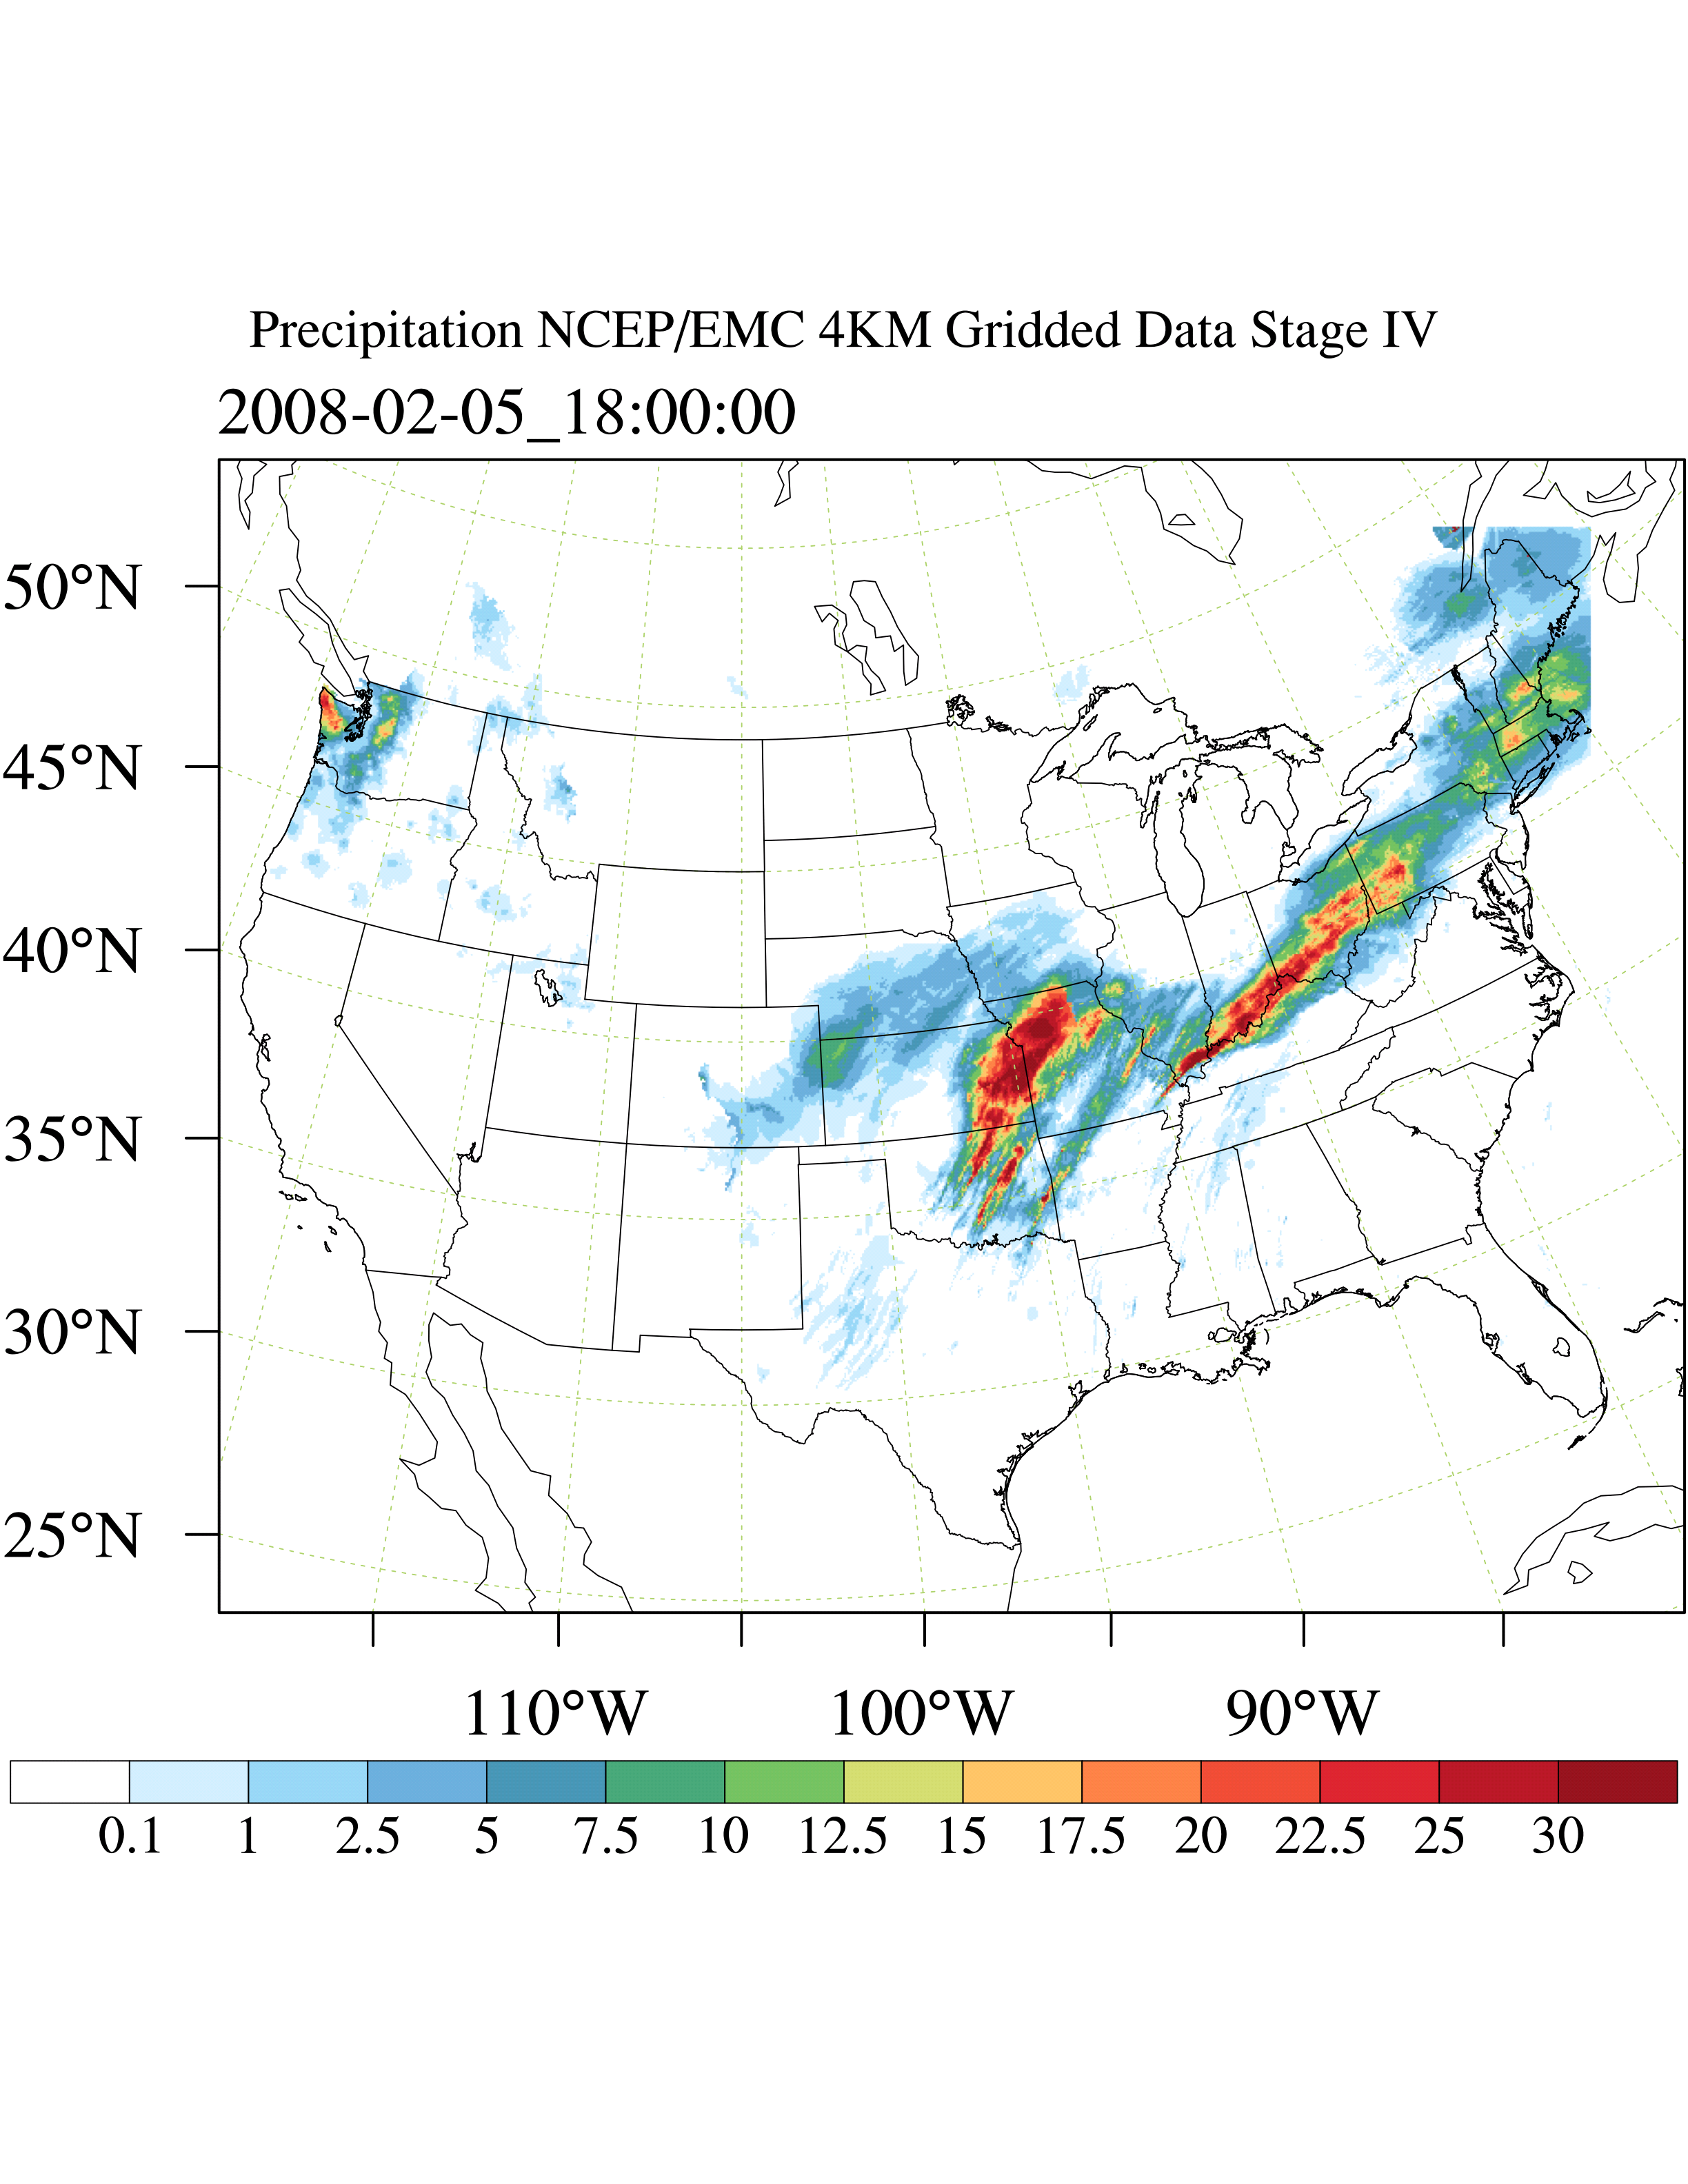 Precipitation NCEP/EMC 4KM Gridded Data Stage IV
2008-02-05_18:00:00
50°N
45°N
40°N
35°N
30°N
25°N
110°W 100°W 90°W
0.1 1 2.5 5 7.5 10 12.5 15 17.5 20 22.5 25 30